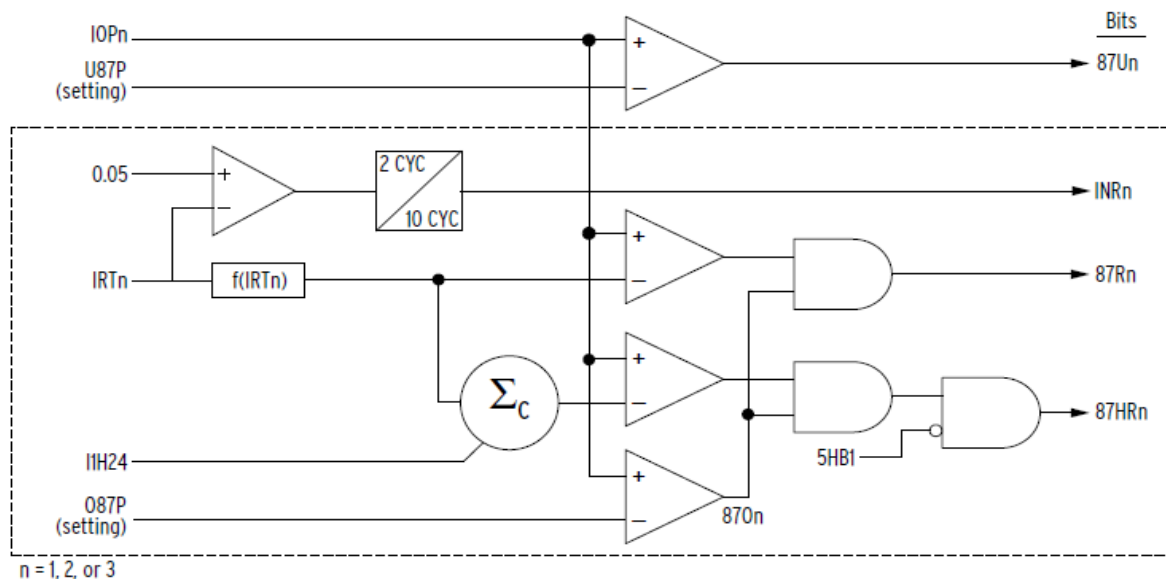 Bits
IOPn
U87P
(setting)
+
−
87Un
0.05
+
−
2 CYC
10 CYC
INRn
IRTn
f(IRTn)
+
−
87Rn
Σc
+
−
87HRn
5HB1
I1H24
O87P
(setting)
+
−
87On
n = 1, 2, or 3